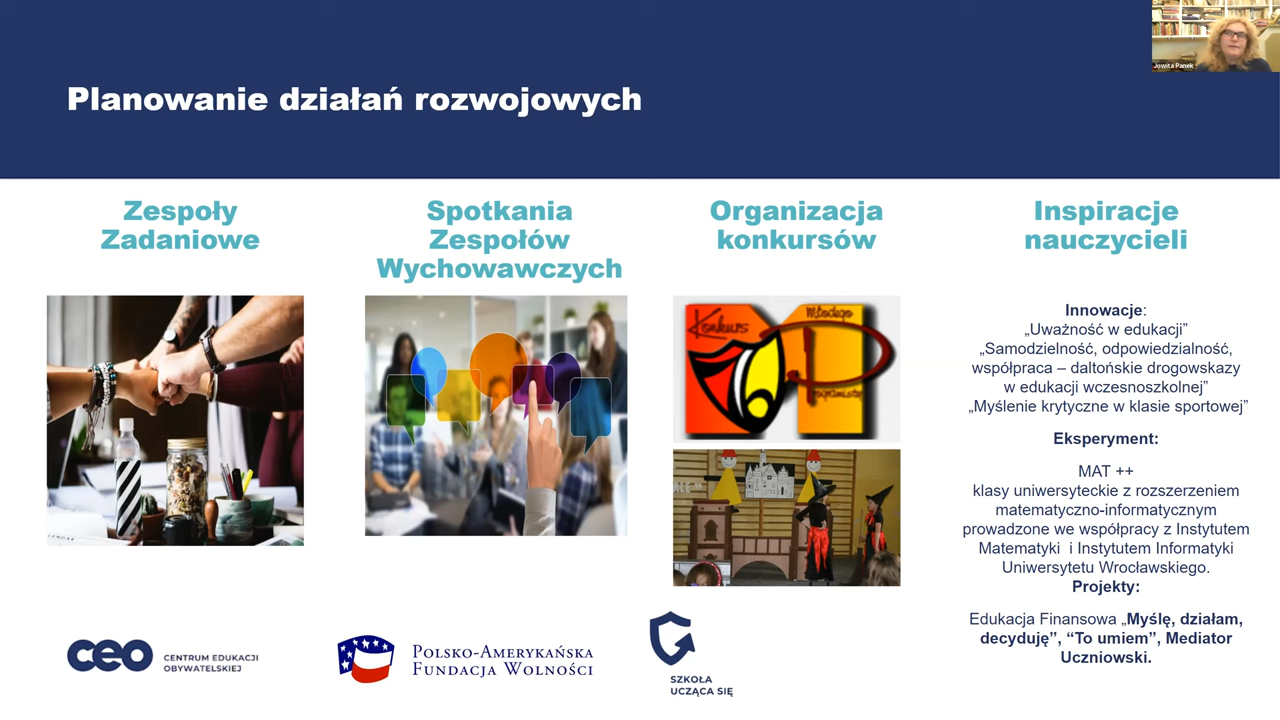 Jowita Panek
Planowanie działań rozwojowych
Zespoły
Zadaniowe
Spotkania
Zespołów
Wychowawczych
Organizacja
konkursów
Inspiracje
nauczycieli
Konkurs
Młodego
Programisty
Innowacje:
„Uważność w edukacji”
„Samodzielność, odpowiedzialność,
współpraca – daltońskie drogowskazy
w edukacji wczesnoszkolnej”
„Myślenie krytyczne w klasie sportowej”
Eksperyment:
MAT ++
klasy uniwersyteckie z rozszerzeniem
matematyczno-informatycznym
prowadzone we współpracy z Instytutem
Matematyki i Instytutem Informatyki
Uniwersytetu Wrocławskiego.
Projekty:
Edukacja Finansowa „Myślę, działam,
decyduję”, “To umiem”, Mediator
Uczniowski.
ceo
CENTRUM EDUKACJI
OBYWATELSKIEJ
POLSKO-AMERYKAŃSKA
FUNDACJA WOLNOŚCI
SZKOŁA
UCZĄCA SIĘ